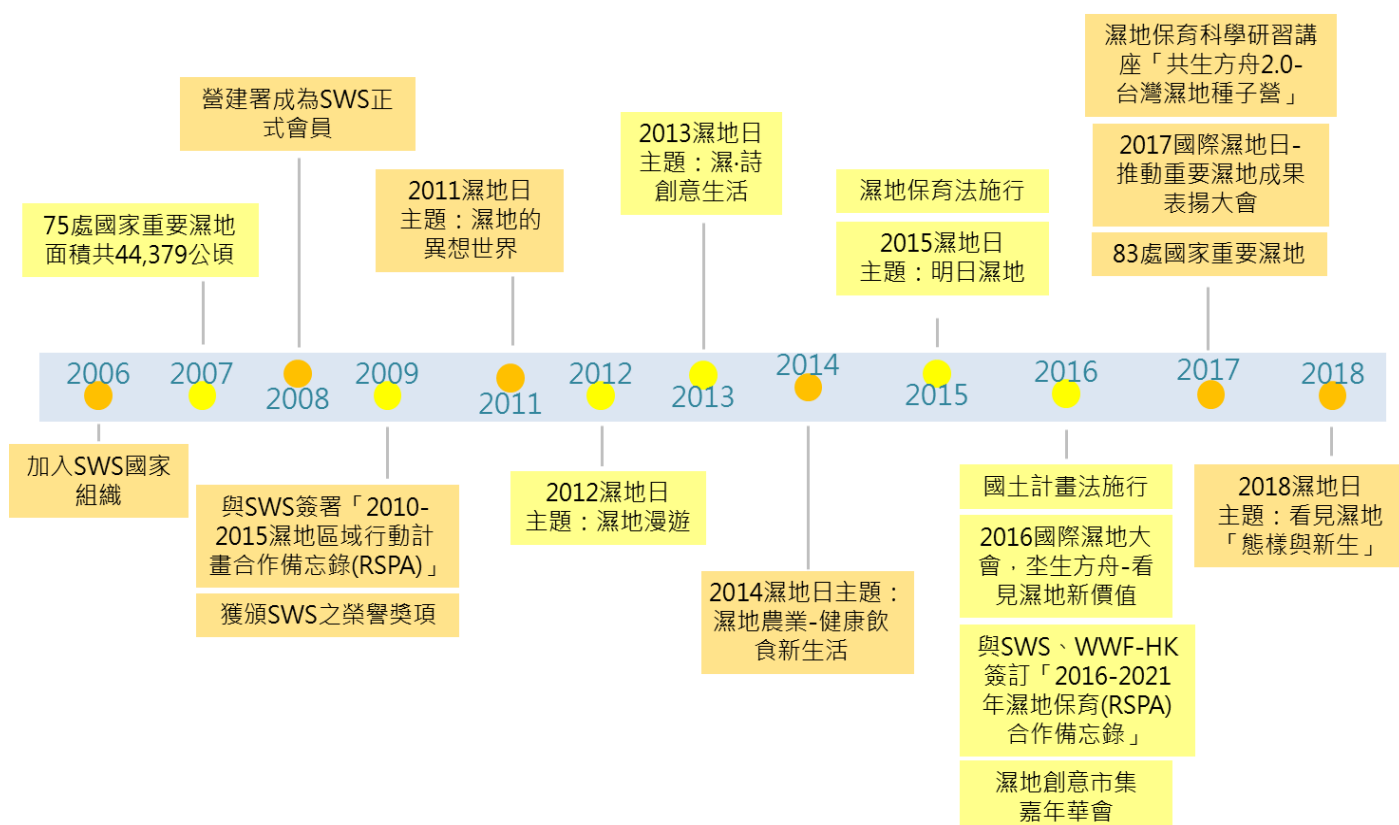 濕地保育科學研習講
座「共生方舟2.0-
台灣濕地種子營」
營建署成為SWS正
式會員
2013濕地日
主題：濕‧詩
創意生活
2017國際濕地日-
推動重要濕地成果
表揚大會
2011濕地日
主題：濕地的
異想世界
濕地保育法施行
75處國家重要濕地
面積共44,379公頃
2015濕地日
主題：明日濕地
83處國家重要濕地
2006
2007
2008
2009
2011
2012
2013
2014
2015
2016
2017
2018
加入SWS國家
組織
與SWS簽署「2010-
2015濕地區域行動計
畫合作備忘錄(RSPA)」
獲頒SWS之榮譽獎項
2012濕地日
主題：濕地漫遊
2014濕地日主題：
濕地農業-健康飲
食新生活
國土計畫法施行
2016國際濕地大
會，坔生方舟-看
見濕地新價值
與SWS、WWF-HK
簽訂「2016-2021
年濕地保育(RSPA)
合作備忘錄」
濕地創意市集
嘉年華會
2018濕地日
主題：看見濕地
「態樣與新生」